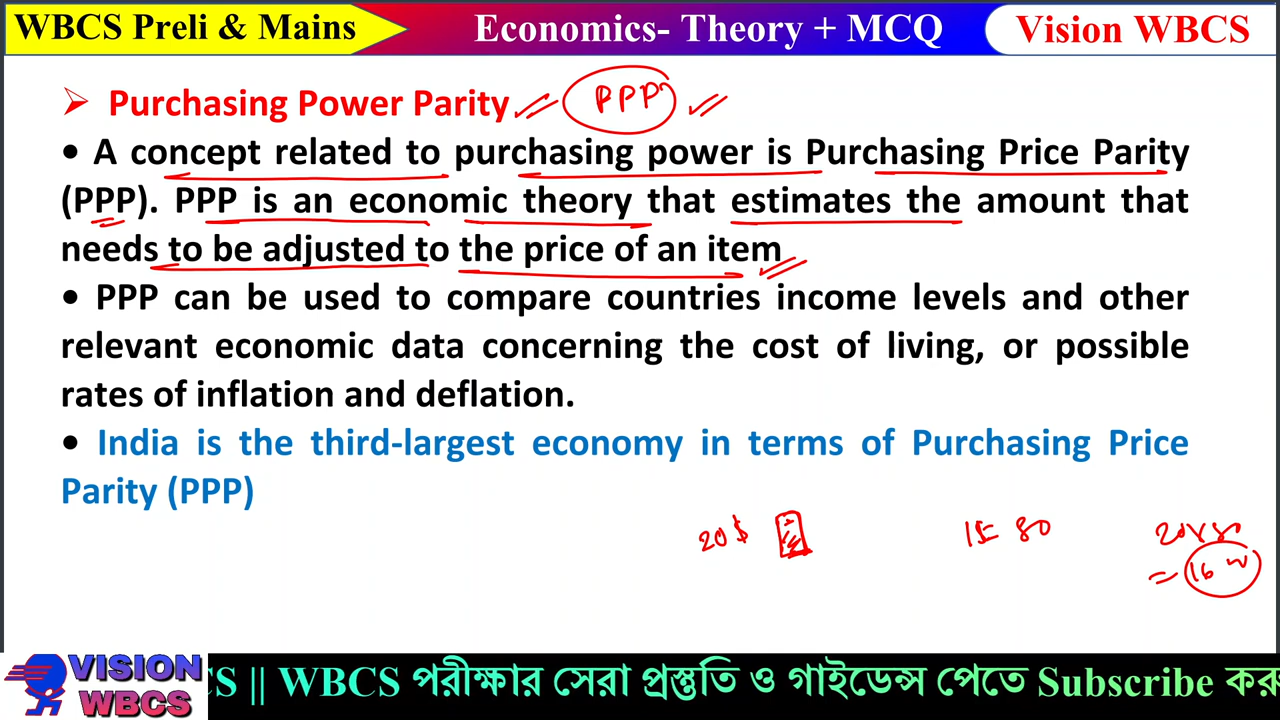 WBCS Preli & Mains
Economics- Theory + MCQ
Vision WBCS
➢ Purchasing Power Parity PPP
• A concept related to purchasing power is Purchasing Price Parity
(PPP). PPP is an economic theory that estimates the amount that
needs to be adjusted to the price of an item
• PPP can be used to compare countries income levels and other
relevant economic data concerning the cost of living, or possible
rates of inflation and deflation.
• India is the third-largest economy in terms of Purchasing Price
Parity (PPP)
20 $ 80
VISION
WBCS
CS || WBCS পরীক্ষার সেরা প্রস্তুতি ও গাইডেন্স পেতে Subscribe করু